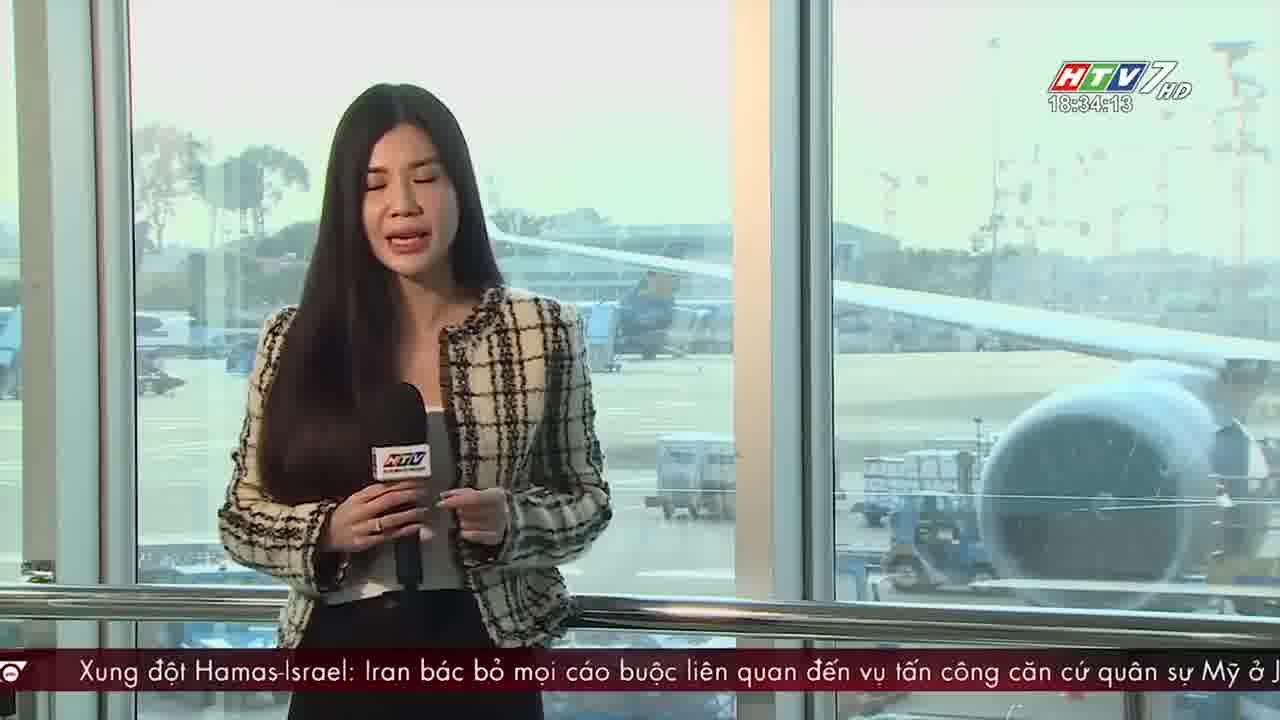 HTV7 HD
18:34:13
HTV
Xung đột Hamas-Israel: Iran bác bỏ mọi cáo buộc liên quan đến vụ tấn công căn cứ quân sự Mỹ ở J